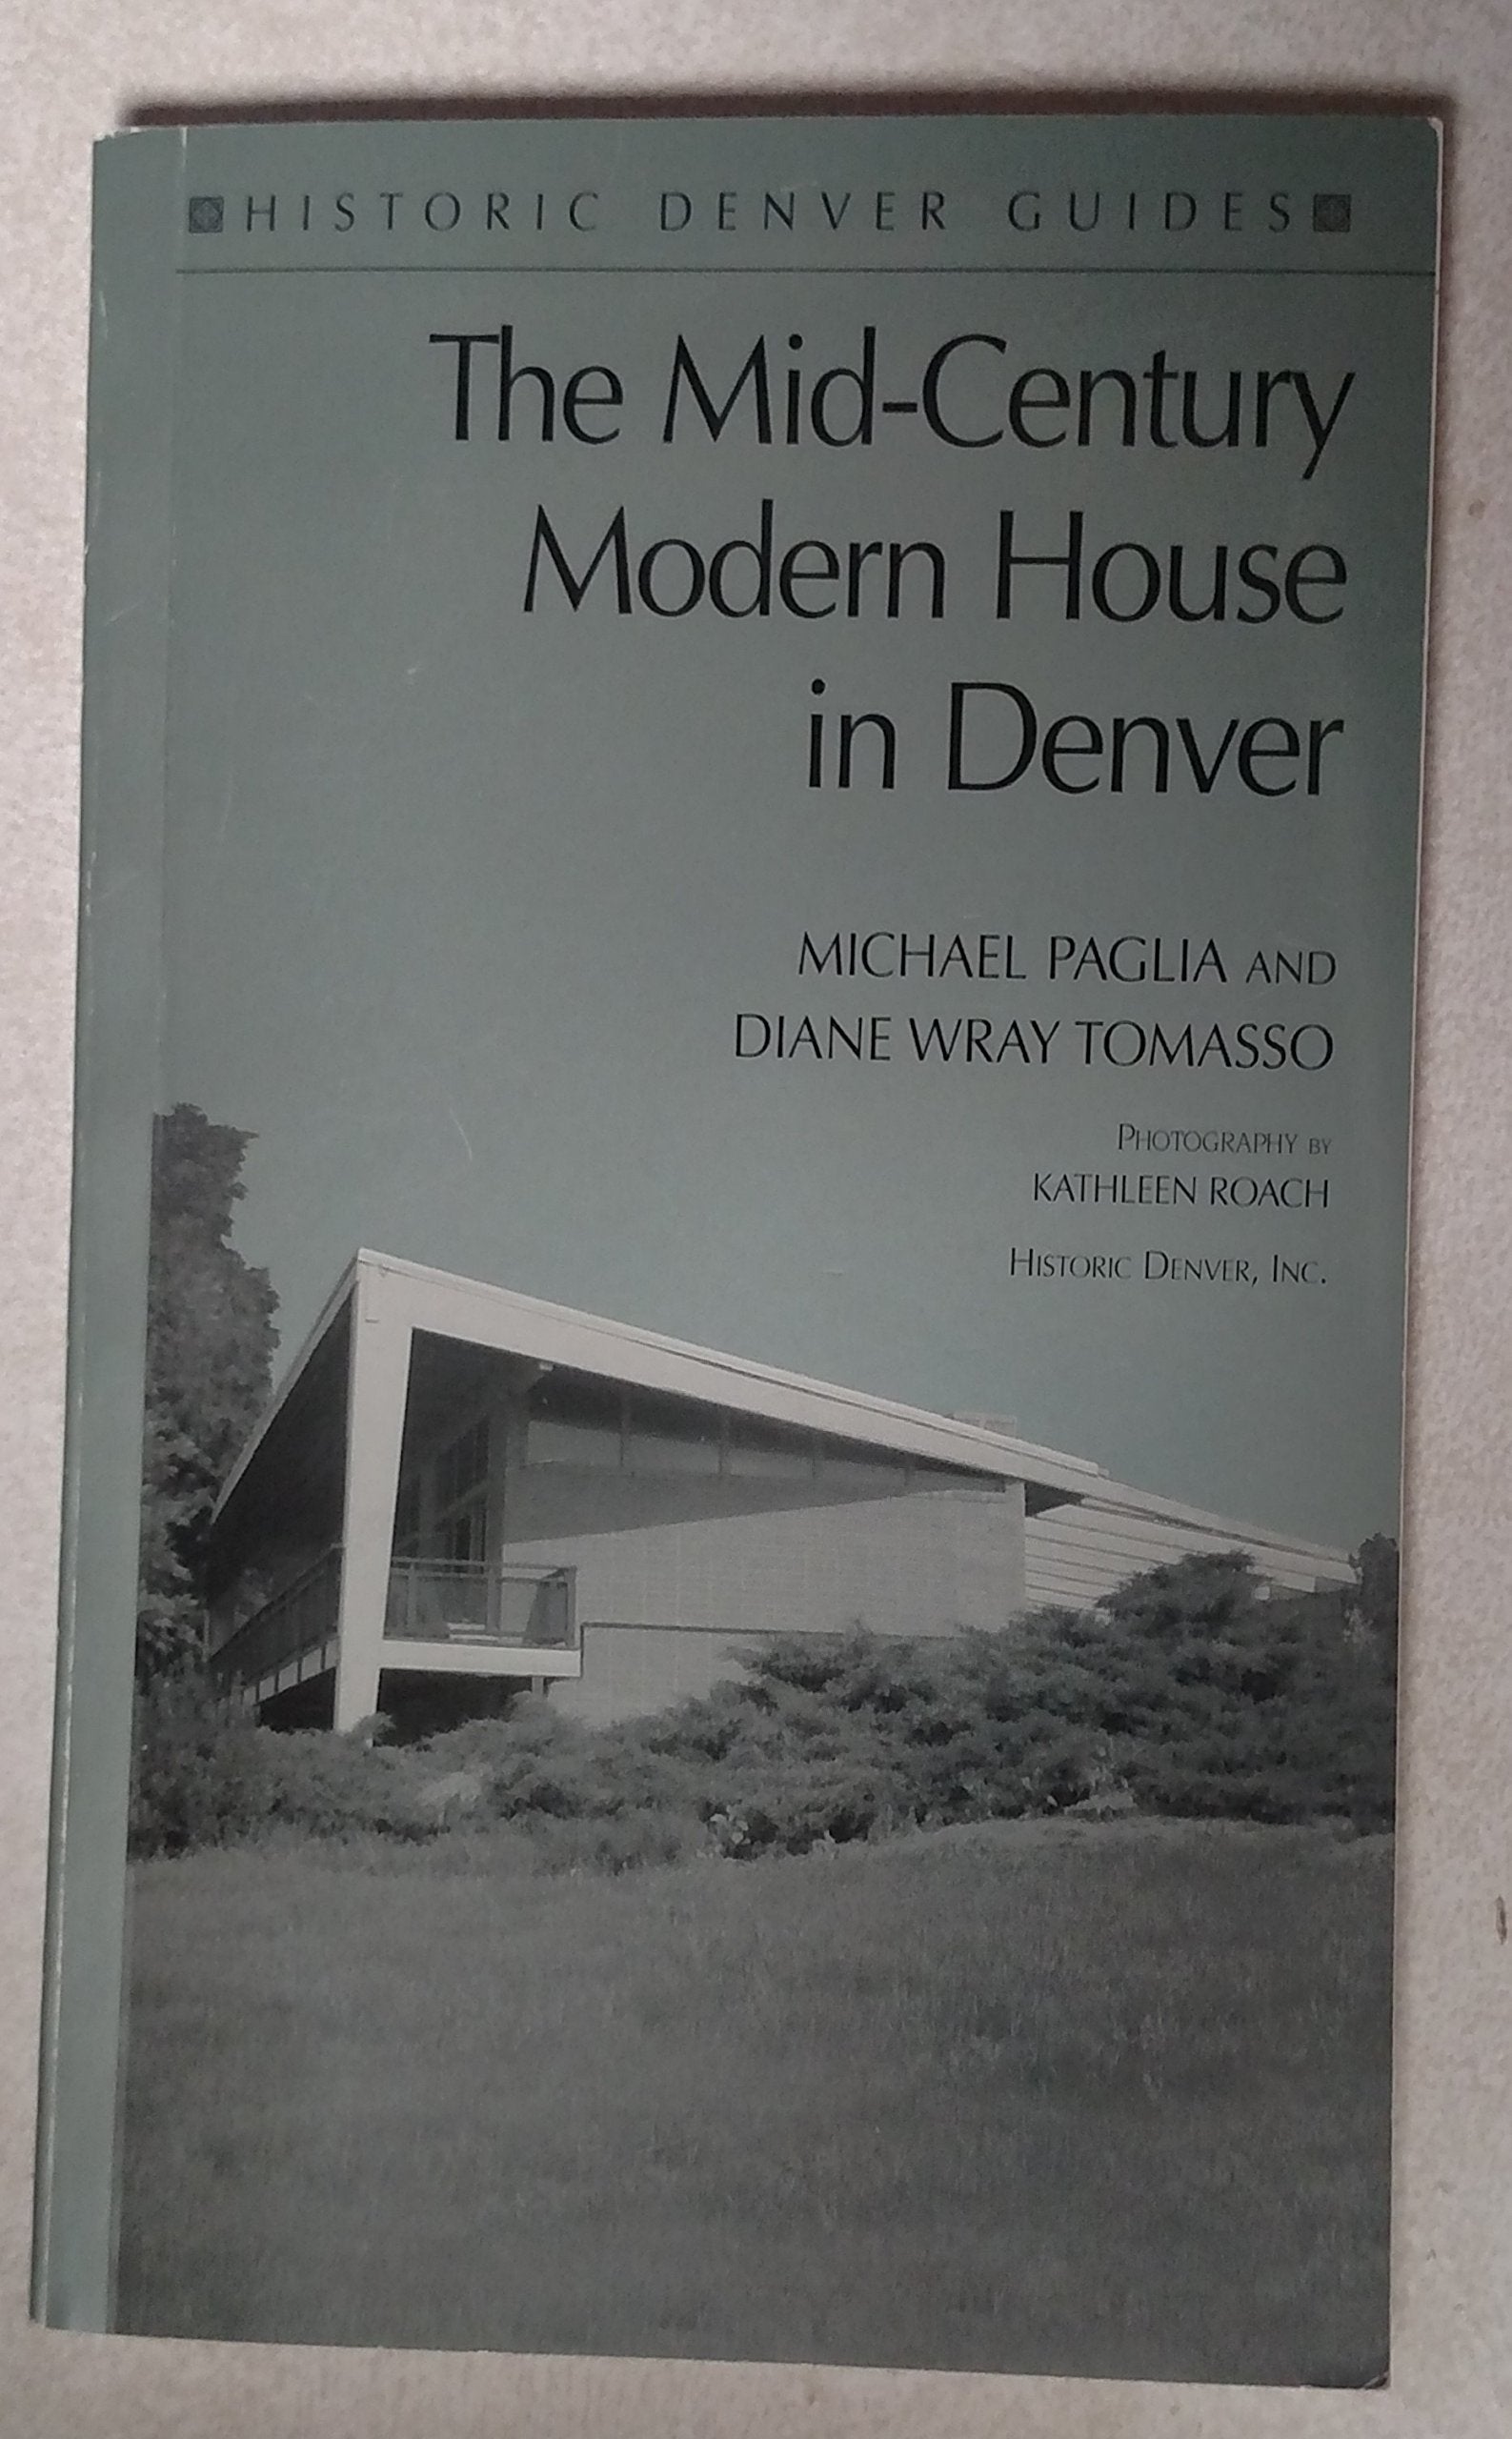 HISTORIC DENVER GUIDES
The Mid-Century
Modern House
in Denver
MICHAEL PAGLIA AND
DIANE WRAY TOMASSO
PHOTOGRAPHY BY
KATHLEEN ROACH
HISTORIC DENVER, INC.